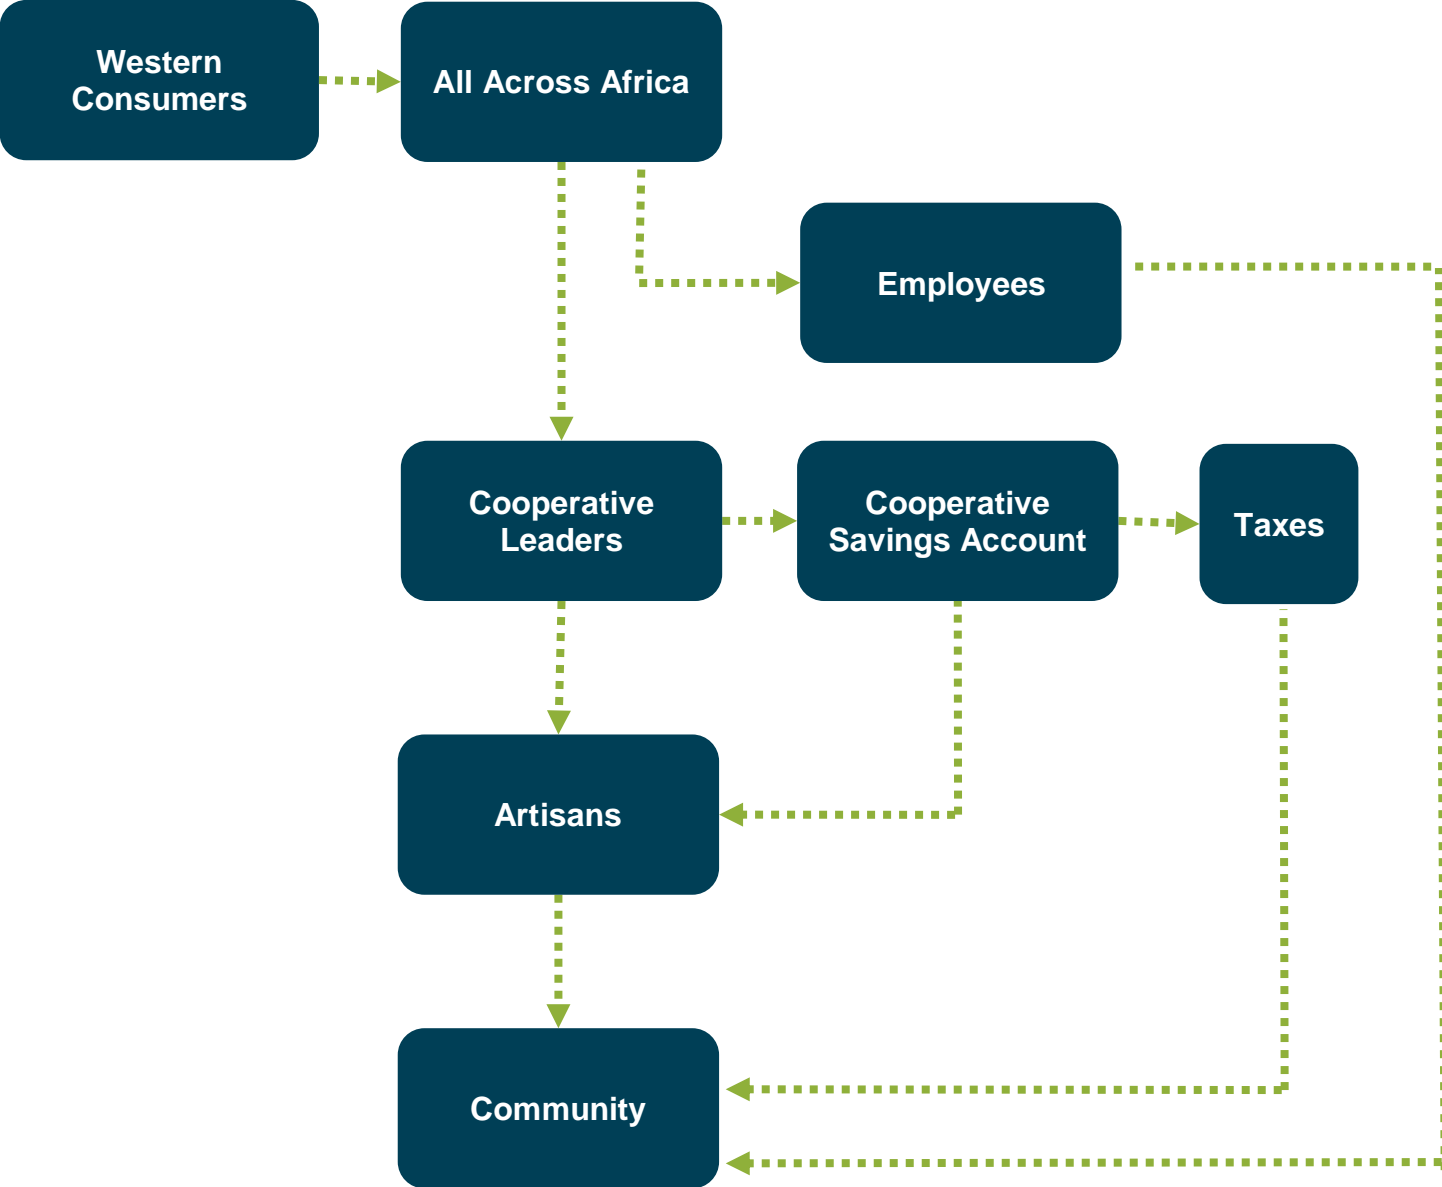 Western
Consumers
All Across Africa
Employees
Cooperative
Leaders
Cooperative
Savings Account
Taxes
Artisans
Community